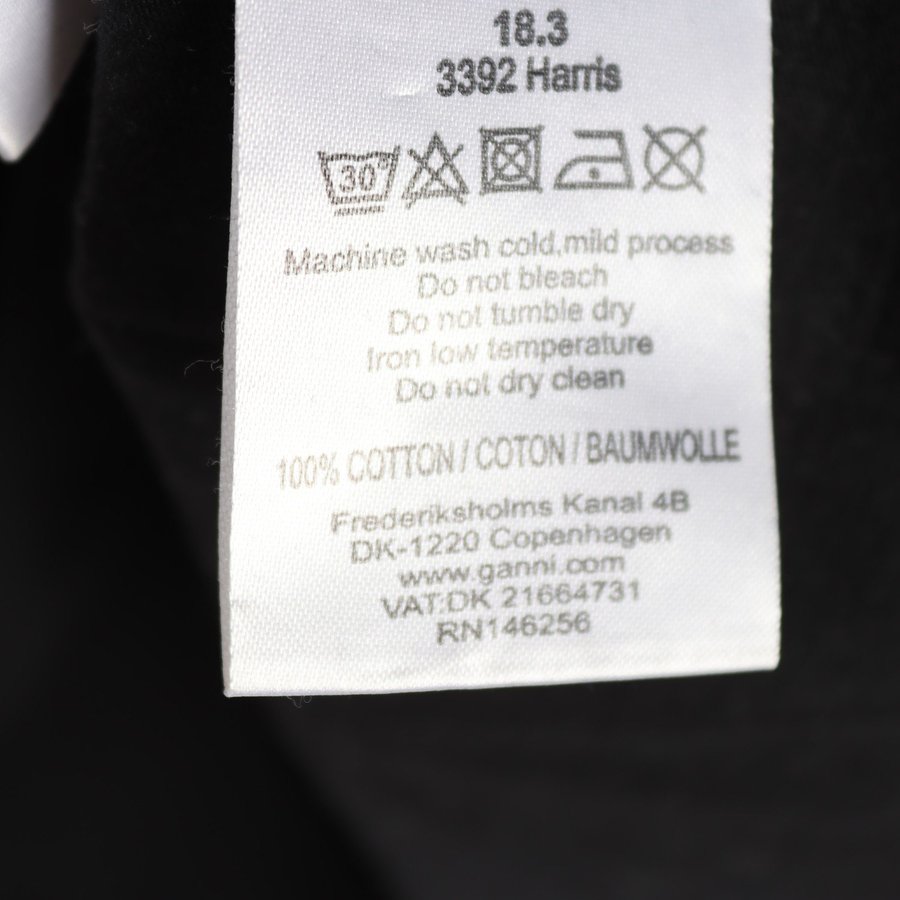 18.3
3392 Harris
30°
Machine wash cold,mild process
Do not bleach
Do not tumble dry
Iron low temperature
Do not dry clean
100% COTTON / COTON / BAUMWOLLE
Frederiksholms Kanal 4B
DK-1220 Copenhagen
www.ganni.com
VAT:DK 21664731
RN146256